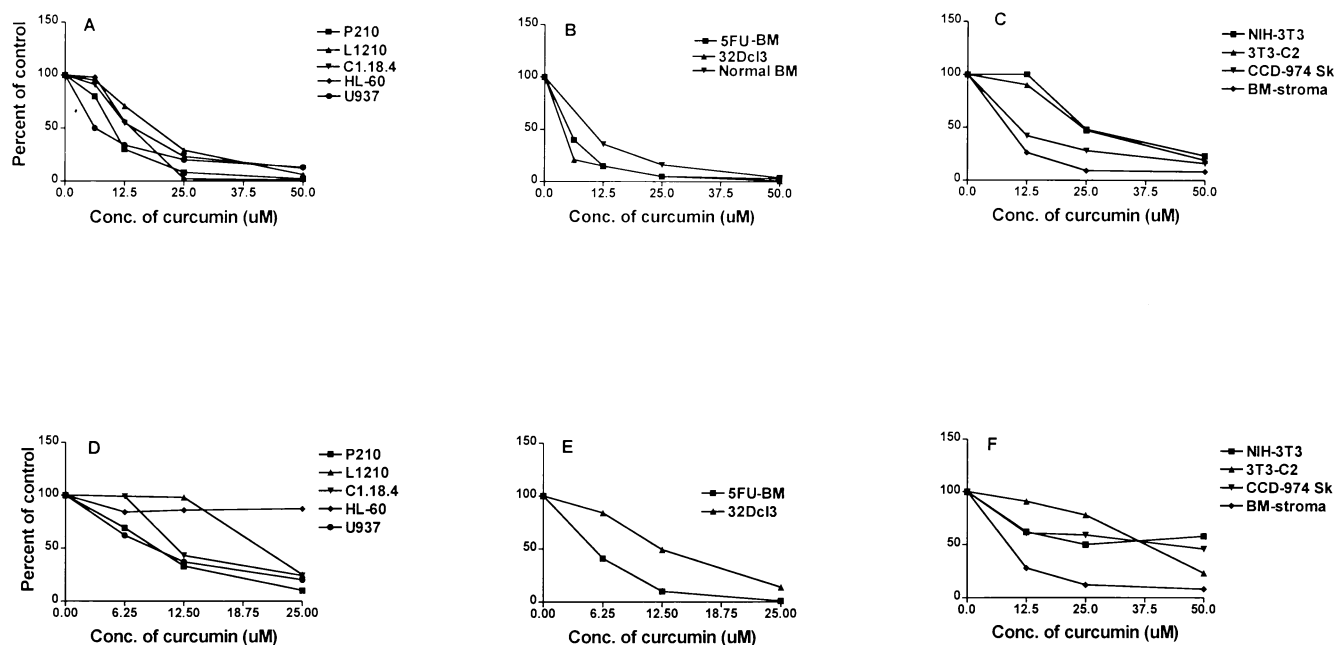 A
150
100
50
0
0.0 12.5 25.0 37.5 50.0
Percent of control
Conc. of curcumin (uM)
P210
L1210
C1.18.4
HL-60
U937
B
150
100
50
0
0.0 12.5 25.0 37.5 50.0
Conc. of curcumin (uM)
5FU-BM
32Dcl3
Normal BM
C
150
100
50
0
0.0 12.5 25.0 37.5 50.0
Conc. of curcumin (uM)
NIH-3T3
3T3-C2
CCD-974 Sk
BM-stroma
D
150
100
50
0
0.00 6.25 12.50 18.75 25.00
Percent of control
Conc. of curcumin (uM)
P210
L1210
C1.18.4
HL-60
U937
E
150
100
50
0
0.00 6.25 12.50 18.75 25.00
Conc. of curcumin (uM)
5FU-BM
32Dcl3
F
150
100
50
0
0.0 12.5 25.0 37.5 50.0
Conc. of curcumin (uM)
NIH-3T3
3T3-C2
CCD-974 Sk
BM-stroma